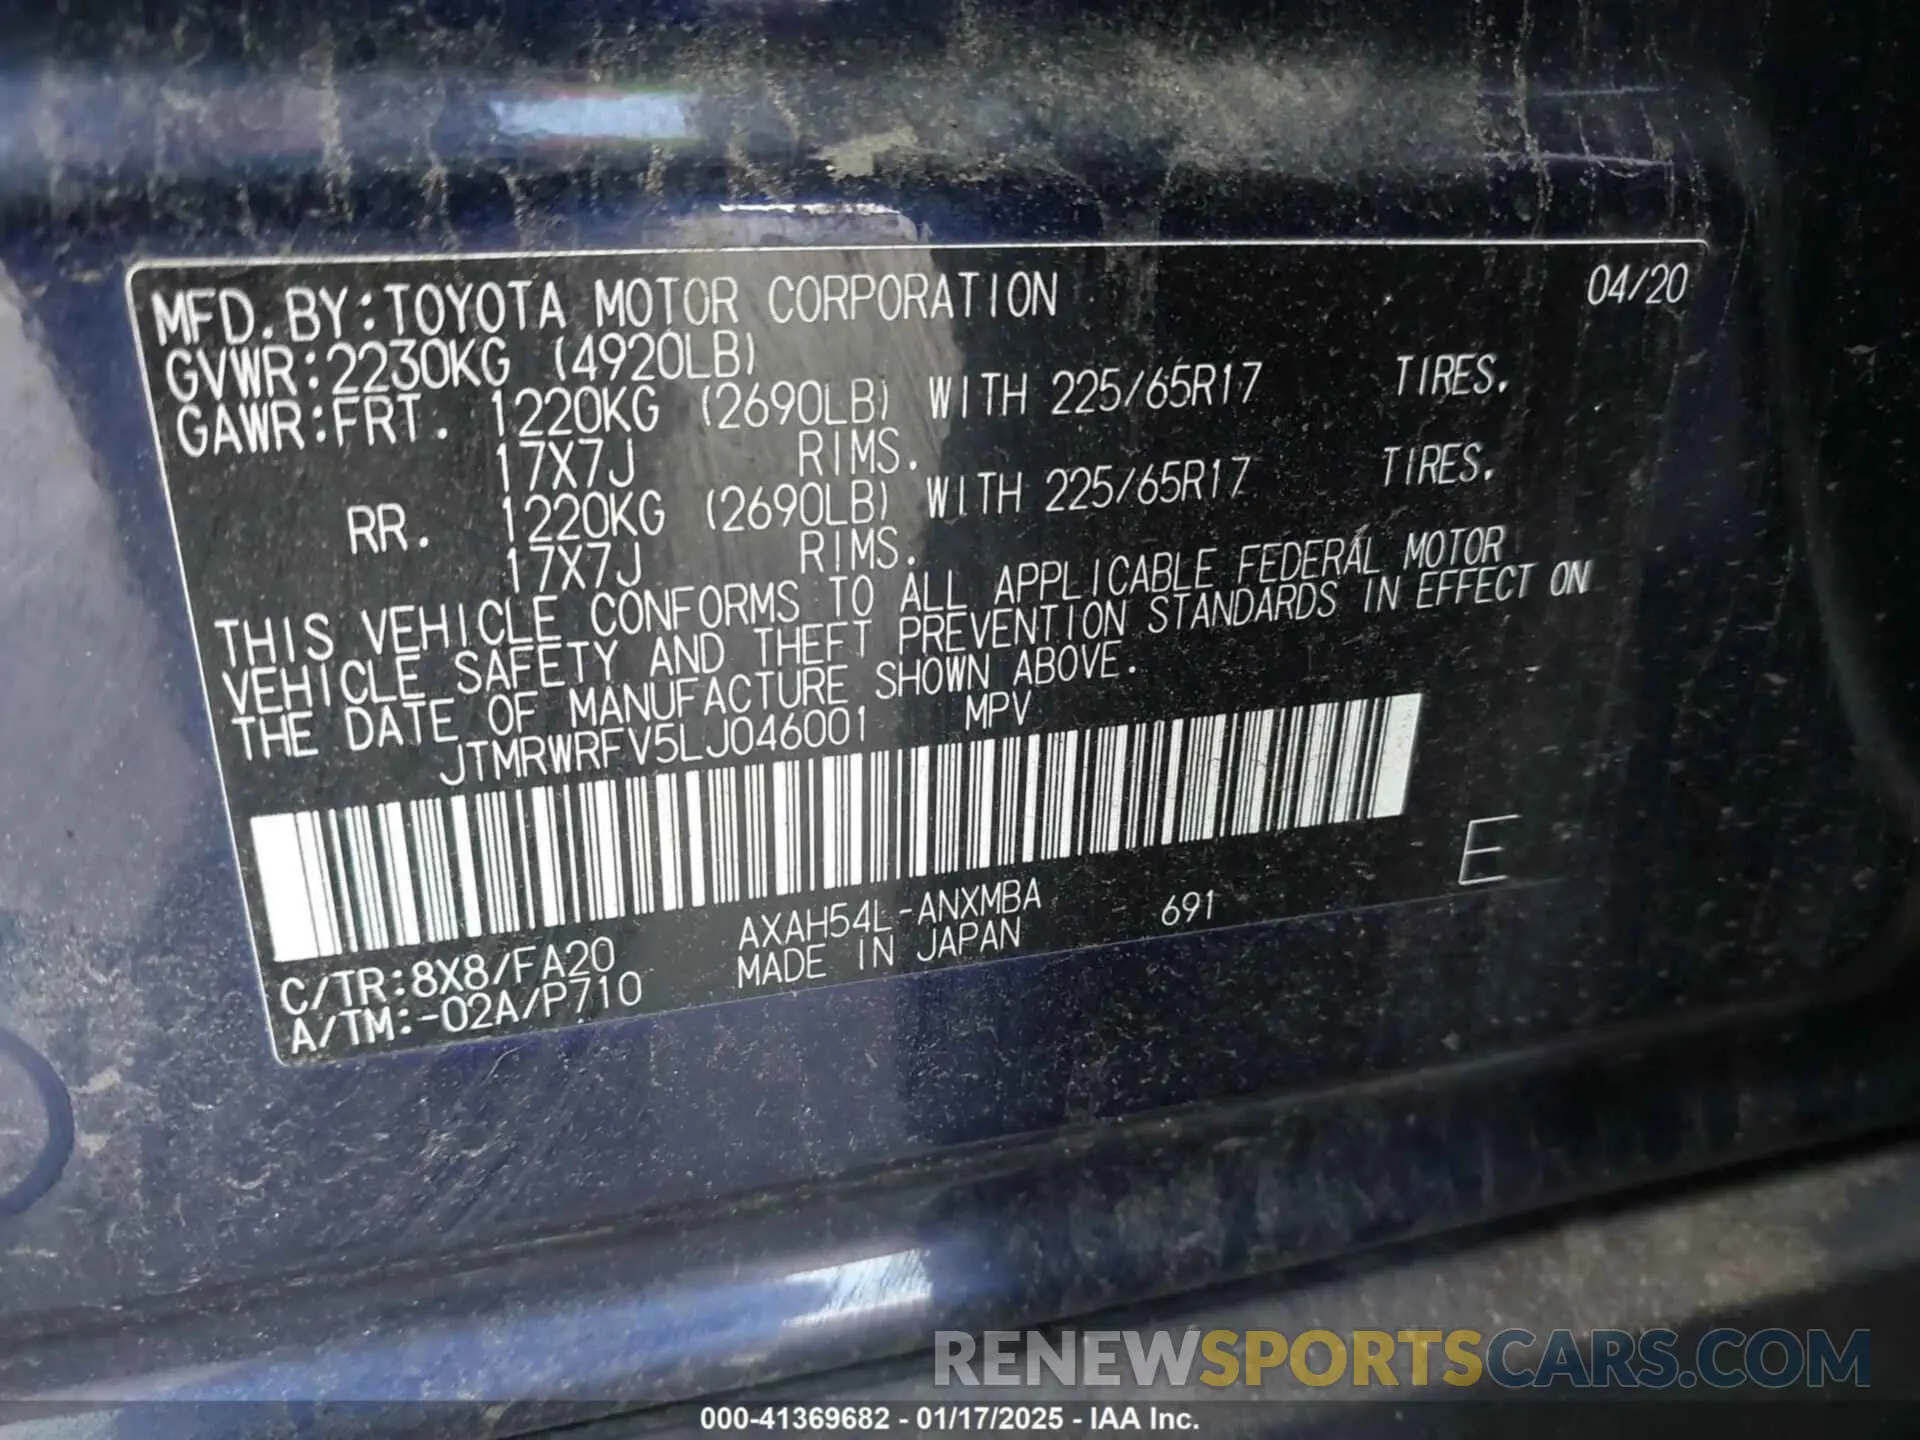 MFD. BY:TOYOTA MOTOR CORPORATION 04/20
GVWR:2230KG (4920LB)
GAWR:FRT. 1220KG (2690LB) WITH 225/65R17 TIRES.
17X7J RIMS.
RR. 1220KG (2690LB) WITH 225/65R17 TIRES.
17X7J RIMS.
THIS VEHICLE CONFORMS TO ALL APPLICABLE FEDERAL MOTOR
VEHICLE SAFETY AND THEFT PREVENTION STANDARDS IN EFFECT ON
THE DATE OF MANUFACTURE SHOWN ABOVE.
JTMRWRFV5LJ046001 MPV
E
AXAH54L-ANXMBA 691
C/TR:8X8/FA20 MADE IN JAPAN
A/TM:-02A/P710
RENEWSPORTSCARS.COM
000-41369682 - 01/17/2025 - IAA Inc.